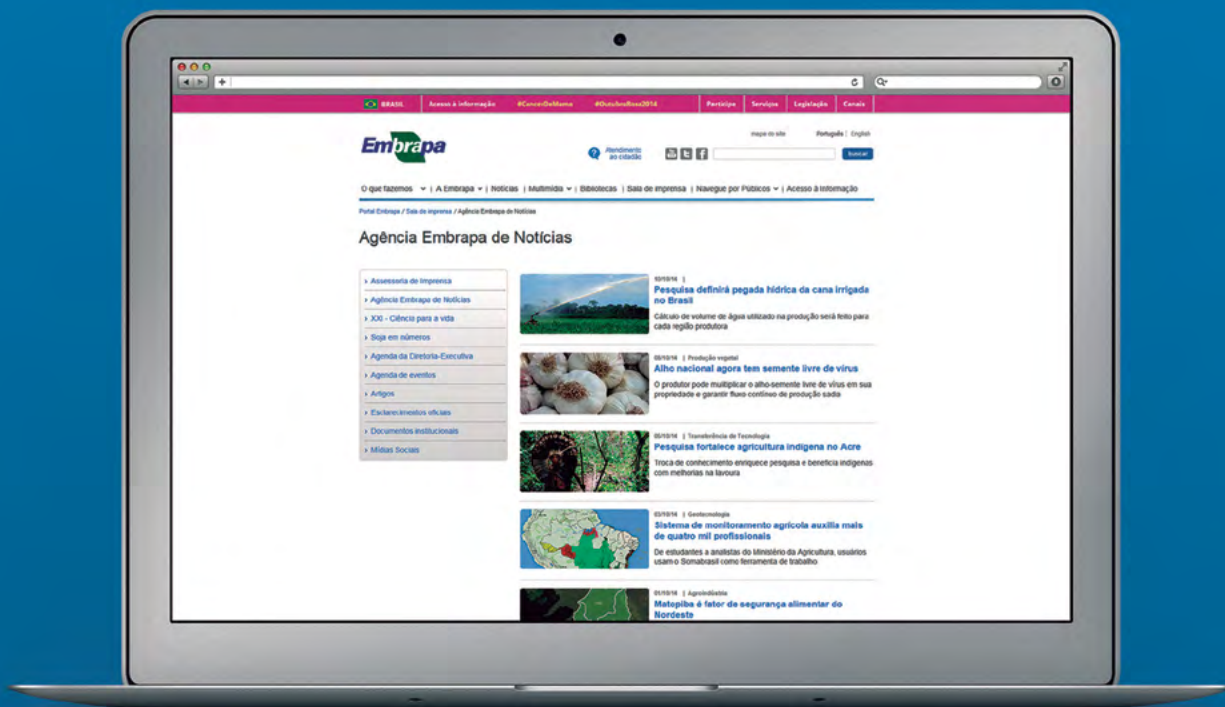 BRASIL Acesso à informação #CancerDeMama #OutubroRosa2014 Participe Serviços Legislação Canais
mapa do site Português | English
Embrapa
Atendimento
ao cidadão
buscar
O que fazemos | A Embrapa | Notícias | Multimídia | Bibliotecas | Sala de imprensa | Navegue por Públicos | Acesso à Informação
Portal Embrapa / Sala de imprensa / Agência Embrapa de Notícias
Agência Embrapa de Notícias
› Assessoria de Imprensa
› Agência Embrapa de Notícias
› XXI - Ciência para a vida
› Soja em números
› Agenda da Diretoria-Executiva
› Agenda de eventos
› Artigos
› Esclarecimentos oficiais
› Documentos institucionais
› Mídias Sociais
|
Pesquisa definirá pegada hídrica da cana irrigada
no Brasil
Cálculo de volume de água utilizado na produção será feito para
cada região produtora
| Produção vegetal
Alho nacional agora tem semente livre de vírus
O produtor pode multiplicar o alho-semente livre de vírus em sua
propriedade e garantir fluxo contínuo de produção sadia
| Transferência de Tecnologia
Pesquisa fortalece agricultura indígena no Acre
Troca de conhecimento enriquece pesquisa e beneficia indígenas
com melhorias na lavoura
03/10/14 | Geotecnologia
Sistema de monitoramento agrícola auxilia mais
de quatro mil profissionais
De estudantes a analistas do Ministério da Agricultura, usuários
usam o Somabrasil como ferramenta de trabalho
01/10/14 | Agroindústria
Matopiba é fator de segurança alimentar do
Nordeste